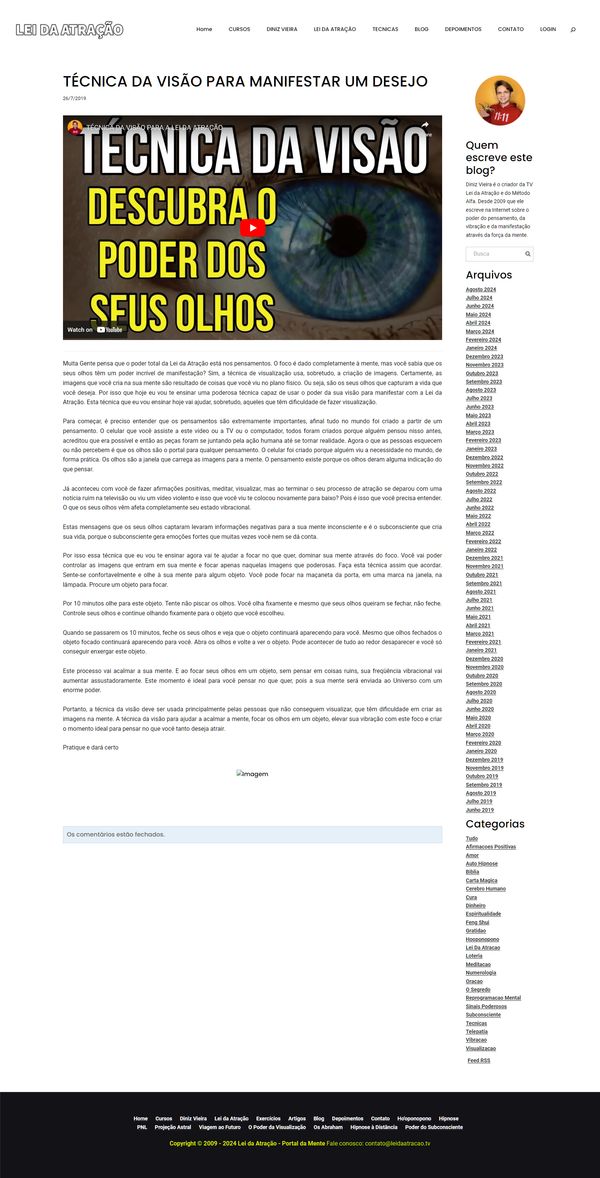 LEI DA ATRAÇÃO
Home CURSOS DINIZ VIEIRA LEI DA ATRAÇÃO TECNICAS BLOG DEPOIMENTOS CONTATO LOGIN
TÉCNICA DA VISÃO PARA MANIFESTAR UM DESEJO
26/7/2019
TÉCNICA DA VISÃO PARA A LEI DA ATRAÇÃO
TÉCNICA DA VISÃO
DESCUBRA O
PODER DOS
SEUS OLHOS
Watch on YouTube
Muita Gente pensa que o poder total da Lei da Atração está nos pensamentos. O foco é dado completamente à mente, mas você sabia que os
seus olhos têm um poder incrível de manifestação? Sim, a técnica de visualização usa, sobretudo, a criação de imagens. Certamente, as
imagens que você cria na sua mente são resultado de coisas que você viu no plano físico. Ou seja, são os seus olhos que capturam a vida que
você deseja. Por isso que hoje eu vou te ensinar uma poderosa técnica capaz de usar o poder da sua visão para manifestar com a Lei da
Atração. Esta técnica que eu vou ensinar hoje vai ajudar, sobretudo, aqueles que têm dificuldade de fazer visualização.
Para começar, é preciso entender que os pensamentos são extremamente importantes, afinal tudo no mundo foi criado a partir de um
pensamento. O celular que você assiste a este vídeo ou a TV ou o computador, todos foram criados porque alguém pensou nisso antes,
acreditou que era possível e então as peças foram se juntando pela ação humana até se tornar realidade. Agora o que as pessoas esquecem
ou não percebem é que os olhos são o portal para qualquer pensamento. O celular foi criado porque alguém viu a necessidade no mundo, de
forma prática. Os olhos são a janela que carrega as imagens para a mente. O pensamento existe porque os olhos deram alguma indicação do
que pensar.
Já aconteceu com você de fazer afirmações positivas, meditar, visualizar, mas ao terminar o seu processo de atração se deparou com uma
notícia ruim na televisão ou viu um vídeo violento e isso que você viu te colocou novamente para baixo? Pois é isso que você precisa entender.
O que os seus olhos vêm afeta completamente seu estado vibracional.
Estas mensagens que os seus olhos captaram levaram informações negativas para a sua mente inconsciente e é o subconsciente que cria
sua vida, porque o subconsciente gera emoções fortes que muitas vezes você nem se dá conta.
Por isso essa técnica que eu vou te ensinar agora vai te ajudar a focar no que quer, dominar sua mente através do foco. Você vai poder
controlar as imagens que entram em sua mente e focar apenas naquelas imagens que poderosas. Faça esta técnica assim que acordar.
Sente-se confortavelmente e olhe à sua mente para algum objeto. Você pode focar na maçaneta da porta, em uma marca na janela, na
lâmpada. Procure um objeto para focar.
Por 10 minutos olhe para este objeto. Tente não piscar os olhos. Você olha fixamente e mesmo que seus olhos queiram se fechar, não feche.
Controle seus olhos e continue olhando fixamente para o objeto que você escolheu.
Quando se passarem os 10 minutos, feche os seus olhos e veja que o objeto continuará aparecendo para você. Mesmo que olhos fechados o
objeto focado continuará aparecendo para você. Abra os olhos e volte a ver o objeto. Pode acontecer de tudo ao redor desaparecer e você só
conseguir enxergar este objeto.
Este processo vai acalmar a sua mente. E ao focar seus olhos em um objeto, sem pensar em coisas ruins, sua freqüência vibracional vai
aumentar assustadoramente. Este momento é ideal para você pensar no que quer, pois a sua mente será enviada ao Universo com um
enorme poder.
Portanto, a técnica da visão deve ser usada principalmente pelas pessoas que não conseguem visualizar, que têm dificuldade em criar as
imagens na mente. A técnica da visão para ajudar a acalmar a mente, focar os olhos em um objeto, elevar sua vibração com este foco e criar
o momento ideal para pensar no que você tanto deseja atrair.
Pratique e dará certo
Imagem
Os comentários estão fechados.
11:11
Quem
escreve este
blog?
Diniz Vieira é o criador da TV
Lei da Atração e do Método
Alfa. Desde 2009 que ele
escreve na Internet sobre o
poder do pensamento, da
vibração e da manifestação
através da força da mente.
Busca
Arquivos
Agosto 2024
Julho 2024
Junho 2024
Maio 2024
Abril 2024
Março 2024
Fevereiro 2024
Janeiro 2024
Dezembro 2023
Novembro 2023
Outubro 2023
Setembro 2023
Agosto 2023
Julho 2023
Junho 2023
Maio 2023
Abril 2023
Março 2023
Fevereiro 2023
Janeiro 2023
Dezembro 2022
Novembro 2022
Outubro 2022
Setembro 2022
Agosto 2022
Julho 2022
Junho 2022
Maio 2022
Abril 2022
Março 2022
Fevereiro 2022
Janeiro 2022
Dezembro 2021
Novembro 2021
Outubro 2021
Setembro 2021
Agosto 2021
Julho 2021
Junho 2021
Maio 2021
Abril 2021
Março 2021
Fevereiro 2021
Janeiro 2021
Dezembro 2020
Novembro 2020
Outubro 2020
Setembro 2020
Agosto 2020
Julho 2020
Junho 2020
Maio 2020
Abril 2020
Março 2020
Fevereiro 2020
Janeiro 2020
Dezembro 2019
Novembro 2019
Outubro 2019
Setembro 2019
Agosto 2019
Julho 2019
Junho 2019
Categorias
Tudo
Afirmacoes Positivas
Amor
Auto Hipnose
Biblia
Carta Magica
Cerebro Humano
Cura
Dinheiro
Espiritualidade
Feng Shui
Gratidao
Hooponopono
Lei Da Atracao
Loteria
Meditacao
Numerologia
Oracao
O Segredo
Reprogramacao Mental
Sinais Poderosos
Subconsciente
Tecnicas
Telepatia
Vibracao
Visualizacao
Feed RSS
Home Cursos Diniz Vieira Lei da Atração Exercícios Artigos Blog Depoimentos Contato Ho'oponopono Hipnose
PNL Projeção Astral Viagem ao Futuro O Poder da Visualização Os Abraham Hipnose à Distância Poder do Subconsciente
Copyright © 2009 - 2024 Lei da Atração - Portal da Mente Fale conosco: contato@leidaatracao.tv